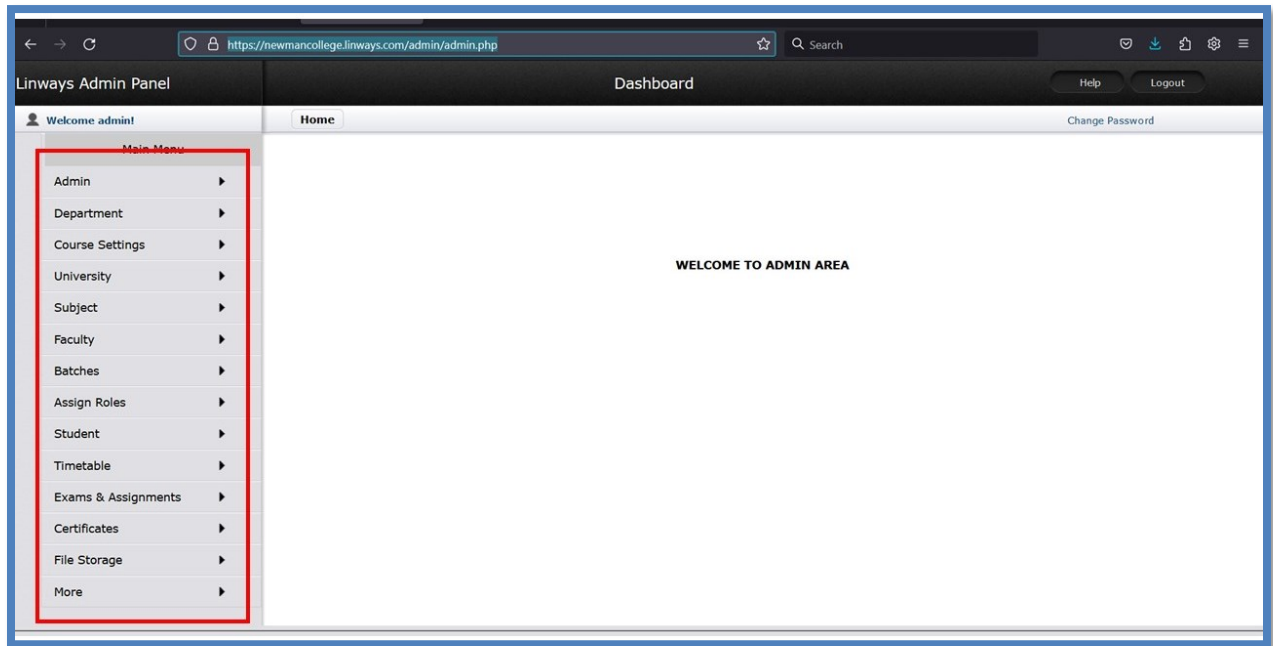 https://newmancollege.linways.com/admin/admin.php
Search
Linways Admin Panel
Dashboard
Help
Logout
Welcome admin!
Home
Change Password
Main Menu
Admin
Department
Course Settings
University
Subject
Faculty
Batches
Assign Roles
Student
Timetable
Exams & Assignments
Certificates
File Storage
More
WELCOME TO ADMIN AREA